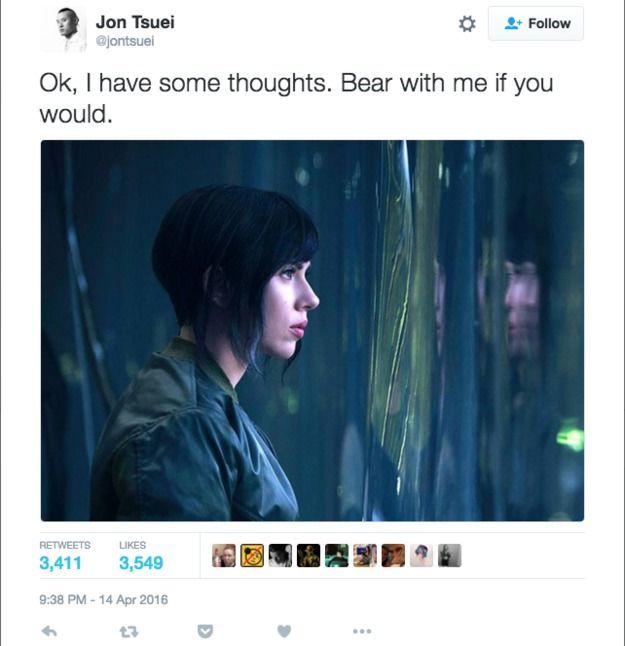 Jon Tsuei
@jontsuei
Follow
Ok, I have some thoughts. Bear with me if you
would.
RETWEETS LIKES
3,411 3,549
9:38 PM - 14 Apr 2016